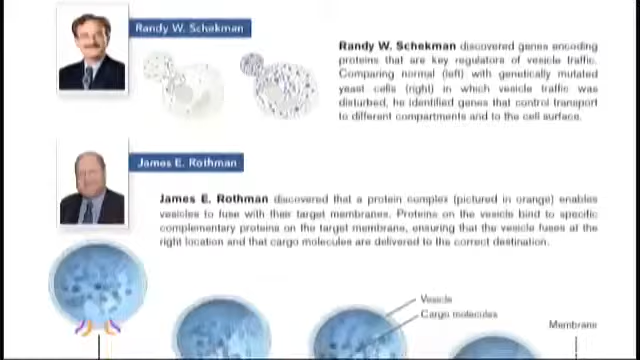 Randy W. Schekman
Randy W. Schekman discovered genes encoding
proteins that are key regulators of vesicle traffic.
Comparing normal (left) with genetically mutated
yeast cells (right) in which vesicle traffic was
disturbed, he identified genes that control transport
to different compartments and to the cell surface.
James E. Rothman
James E. Rothman discovered that a protein complex (pictured in orange) enables
vesicles to fuse with their target membranes. Proteins on the vesicle bind to specific
complementary proteins on the target membrane, ensuring that the vesicle fuses at the
right location and that cargo molecules are delivered to the correct destination.
Vesicle
Cargo molecules
Membrane